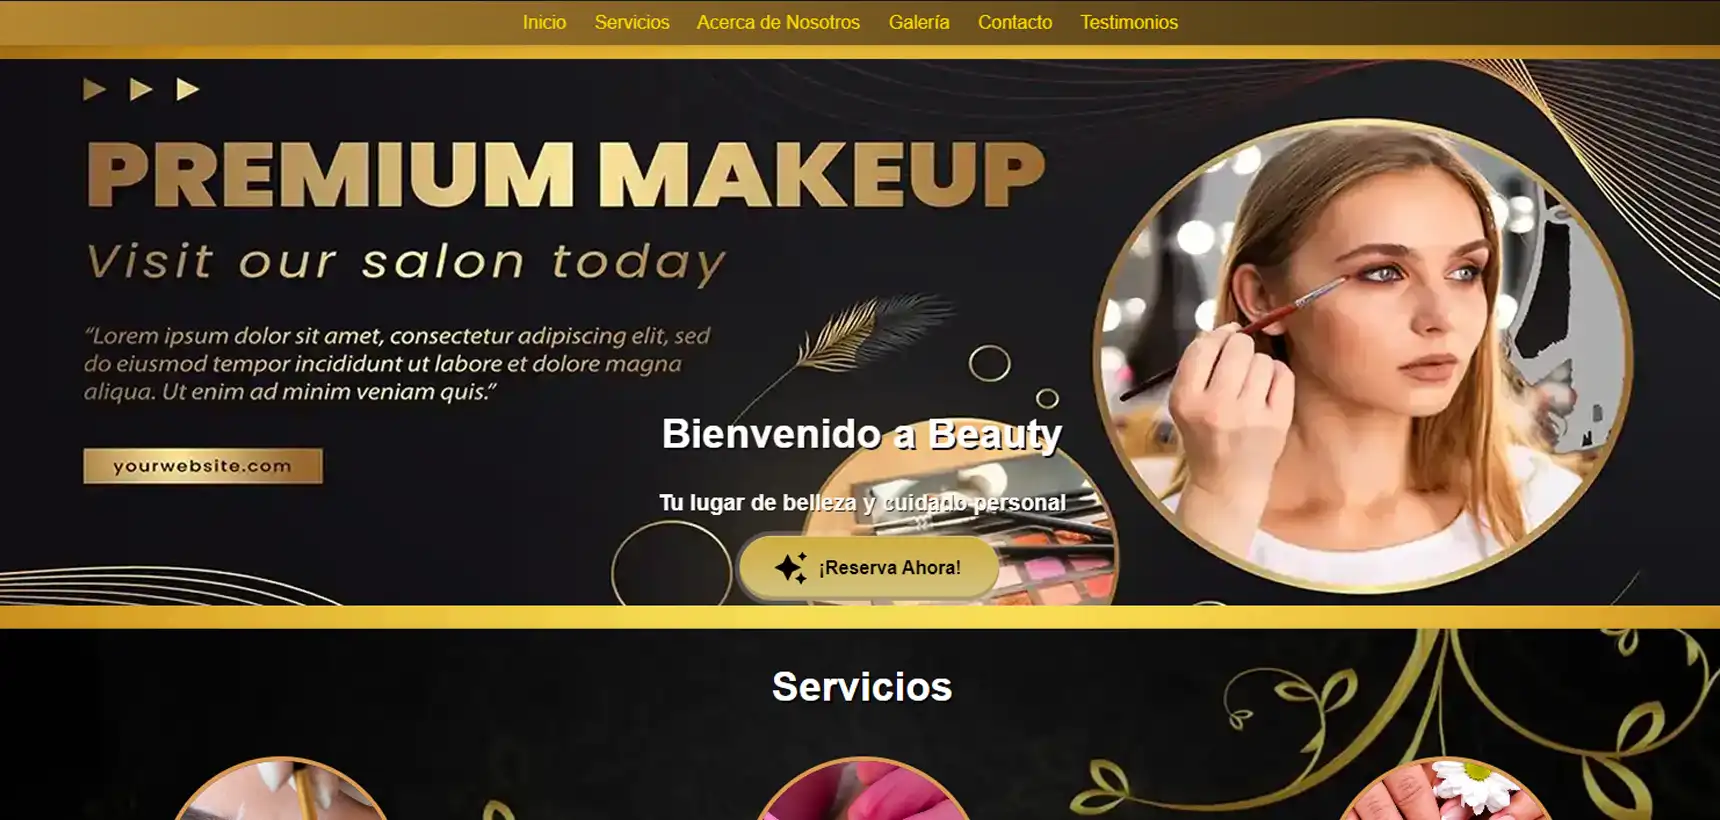 Inicio Servicios Acerca de Nosotros Galería Contacto Testimonios
PREMIUM MAKEUP
Visit our salon today
“Lorem ipsum dolor sit amet, consectetur adipiscing elit, sed
do eiusmod tempor incididunt ut labore et dolore magna
aliqua. Ut enim ad minim veniam quis.”
yourwebsite.com
Bienvenido a Beauty
Tu lugar de belleza y cuidado personal
¡Reserva Ahora!
Servicios